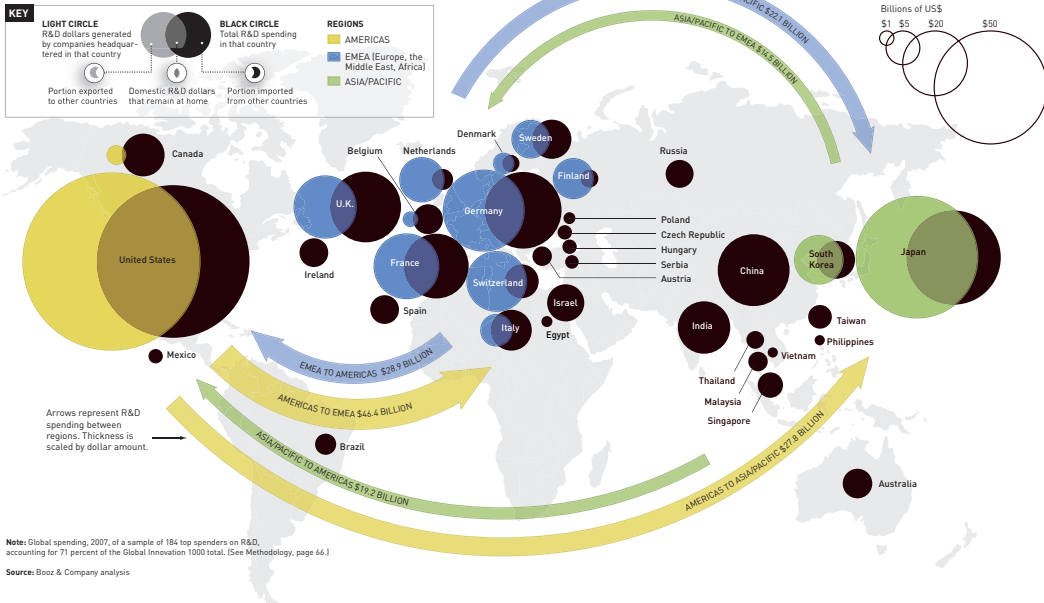 KEY
LIGHT CIRCLE
R&D dollars generated
by companies headquar-
tered in that country
BLACK CIRCLE
Total R&D spending
in that country
Portion exported
to other countries
Domestic R&D dollars
that remain at home
Portion imported
from other countries
REGIONS
AMERICAS
EMEA (Europe, the
Middle East, Africa)
ASIA/PACIFIC
PACIFIC $22.1 BILLION
ASIA/PACIFIC TO EMEA $14.5 BILLION
Billions of US$
$1
$5
$20
$50
Canada
Belgium
Netherlands
Denmark
Sweden
Finland
Russia
U.K.
Germany
Poland
Czech Republic
Hungary
Serbia
Austria
United States
Ireland
France
Switzerland
China
South
Korea
Japan
Spain
Italy
Israel
Egypt
India
Taiwan
Philippines
Vietnam
Thailand
Malaysia
Singapore
Mexico
EMEA TO AMERICAS $28.9 BILLION
AMERICAS TO EMEA $46.4 BILLION
ASIA/PACIFIC TO AMERICAS $19.2 BILLION
AMERICAS TO ASIA/PACIFIC $27.8 BILLION
Arrows represent R&D
spending between
regions. Thickness is
scaled by dollar amount.
Brazil
Australia
Note: Global spending, 2007, of a sample of 184 top spenders on R&D,
accounting for 71 percent of the Global Innovation 1000 total. (See Methodology, page 66.)
Source: Booz & Company analysis